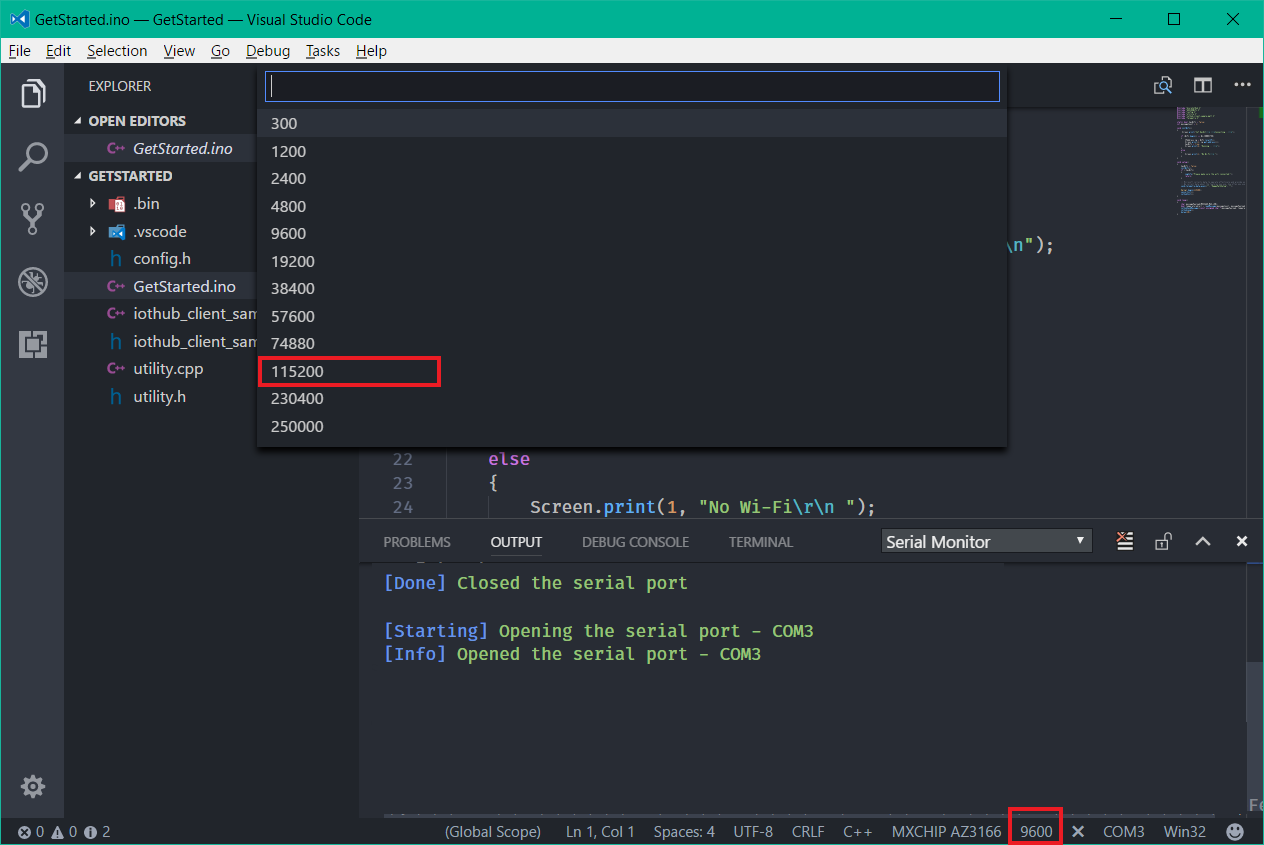 GetStarted.ino — GetStarted — Visual Studio Code
File Edit Selection View Go Debug Tasks Help
EXPLORER
OPEN EDITORS
GetStarted.ino
GETSTARTED
.bin
.vscode
config.h
GetStarted.ino
iothub_client_sam
iothub_client_sam
utility.cpp
utility.h
300
1200
2400
4800
9600
19200
38400
57600
74880
115200
230400
250000
\n");
22 else
23 {
24 Screen.print(1, "No Wi-Fi\r\n ");
PROBLEMS OUTPUT DEBUG CONSOLE TERMINAL Serial Monitor
[Done] Closed the serial port
[Starting] Opening the serial port - COM3
[Info] Opened the serial port - COM3
0 0 2 (Global Scope) Ln 1, Col 1 Spaces: 4 UTF-8 CRLF C++ MXCHIP AZ3166 9600 COM3 Win32